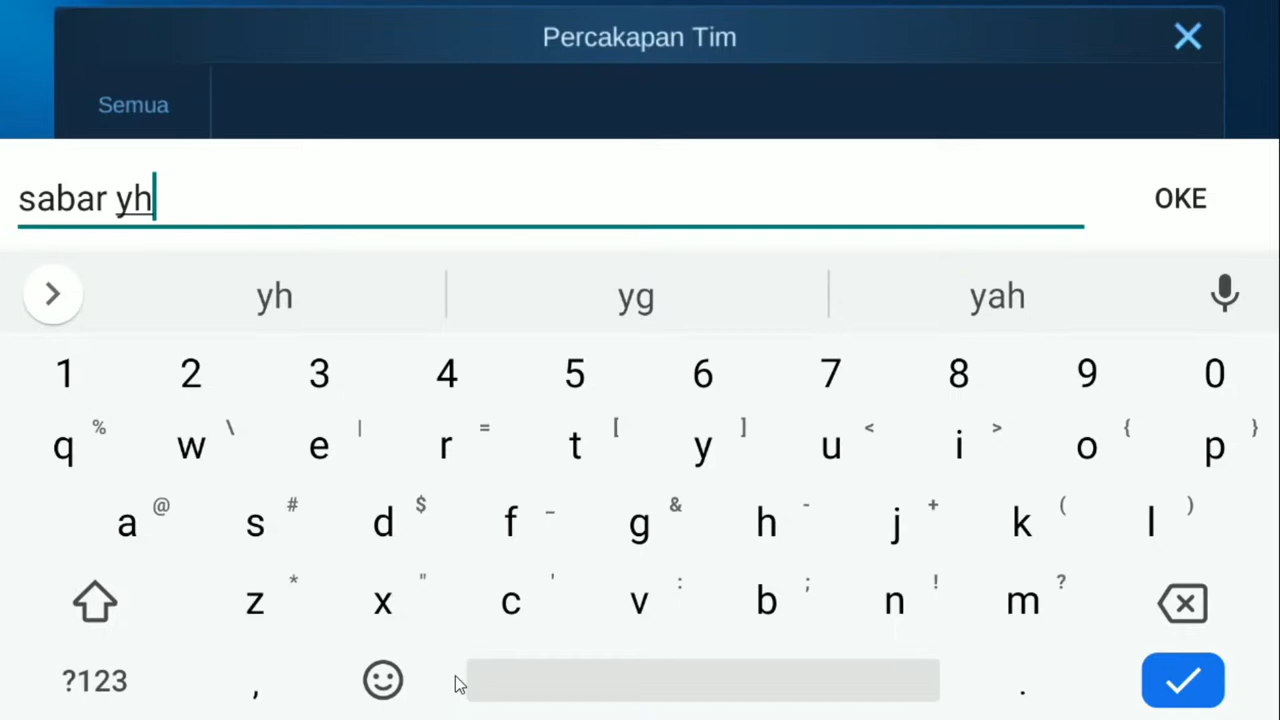 Percakapan Tim
Semua
sabar yh
OKE
yh yg yah
1 2 3 4 5 6 7 8 9 0
q % w \ e | r = t [ y ] u < i > o { p }
a @ s # d $ f _ g & h - j + k ( l )
z * x " c ' v : b ; n ! m ?
?123 , .